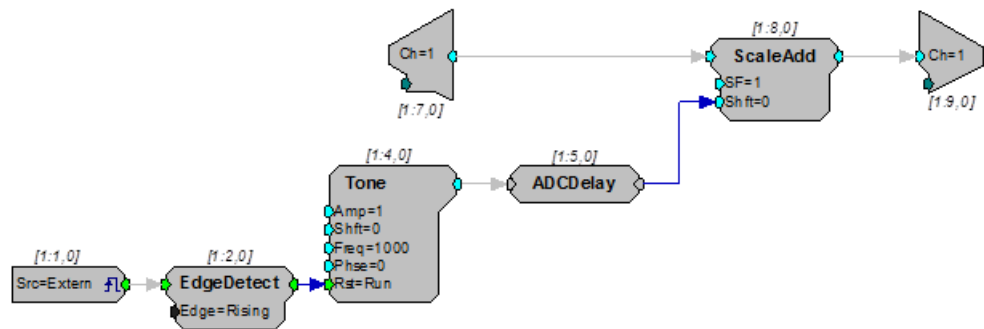 [1:8,0]
Ch=1
ScaleAdd
Ch=1
SF=1
Shft=0
[1:7,0]
[1:9,0]
[1:4,0]
[1:5,0]
Tone
ADCDelay
Amp=1
Shft=0
Freq=1000
Phse=0
Rst=Run
[1:1,0]
[1:2,0]
Src=Extern
EdgeDetect
Edge=Rising